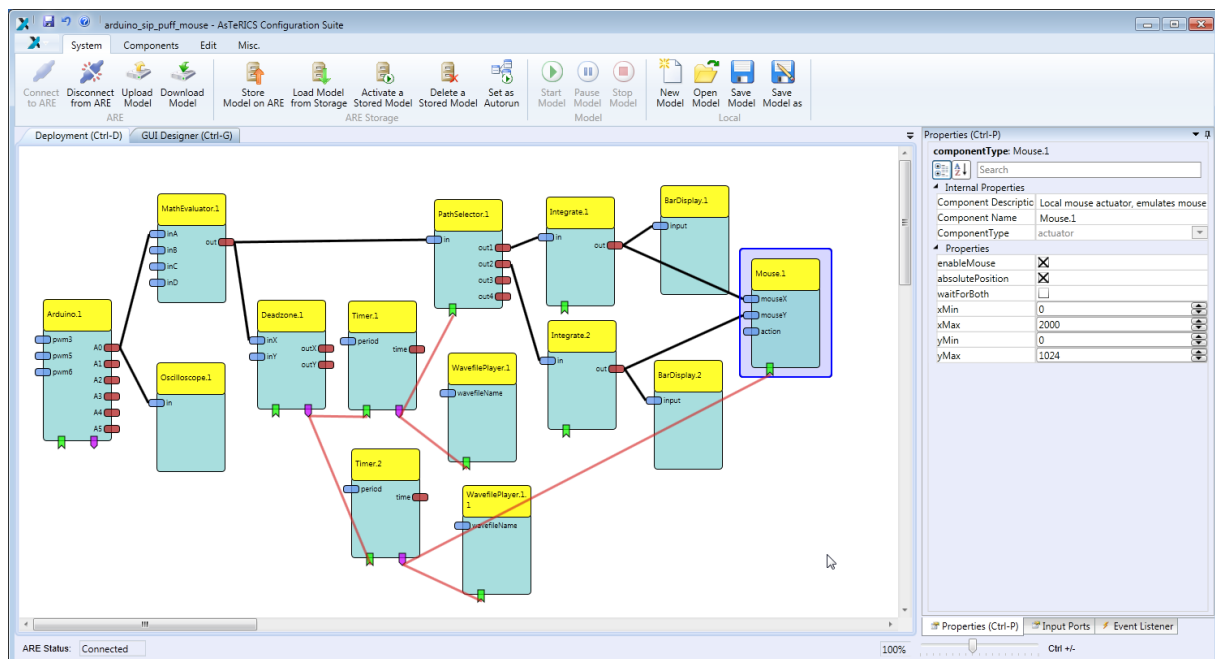 arduino_sip_puff_mouse - AsTeRICS Configuration Suite
System Components Edit Misc.
Connect to ARE
Disconnect from ARE
Upload Model
Download Model
ARE
Store Model on ARE
Load Model from Storage
Activate a Stored Model
Delete a Stored Model
Set as Autorun
ARE Storage
Start Model
Pause Model
Stop Model
Model
New Model
Open Model
Save Model
Save Model as
Local
Deployment (Ctrl-D) GUI Designer (Ctrl-G)
Arduino.1
pwm3
pwm5
pwm6
A0
A1
A2
A3
A4
A5
MathEvaluator.1
inA
inB
inC
inD
out
Oscilloscope.1
in
Deadzone.1
inX
inY
outX
outY
Timer.1
period
time
Timer.2
period
time
PathSelector.1
in
out1
out2
out3
out4
WavefilePlayer.1
wavefileName
WavefilePlayer.1.
1
wavefileName
Integrate.1
in
out
Integrate.2
in
out
BarDisplay.1
input
BarDisplay.2
input
Mouse.1
mouseX
mouseY
action
Properties (Ctrl-P)
componentType: Mouse.1
Search
Internal Properties
Component Descriptic Local mouse actuator, emulates mouse
Component Name Mouse.1
ComponentType actuator
Properties
enableMouse
absolutePosition
waitForBoth
xMin 0
xMax 2000
yMin 0
yMax 1024
Properties (Ctrl-P) Input Ports Event Listener
ARE Status: Connected
100%
Ctrl +/-